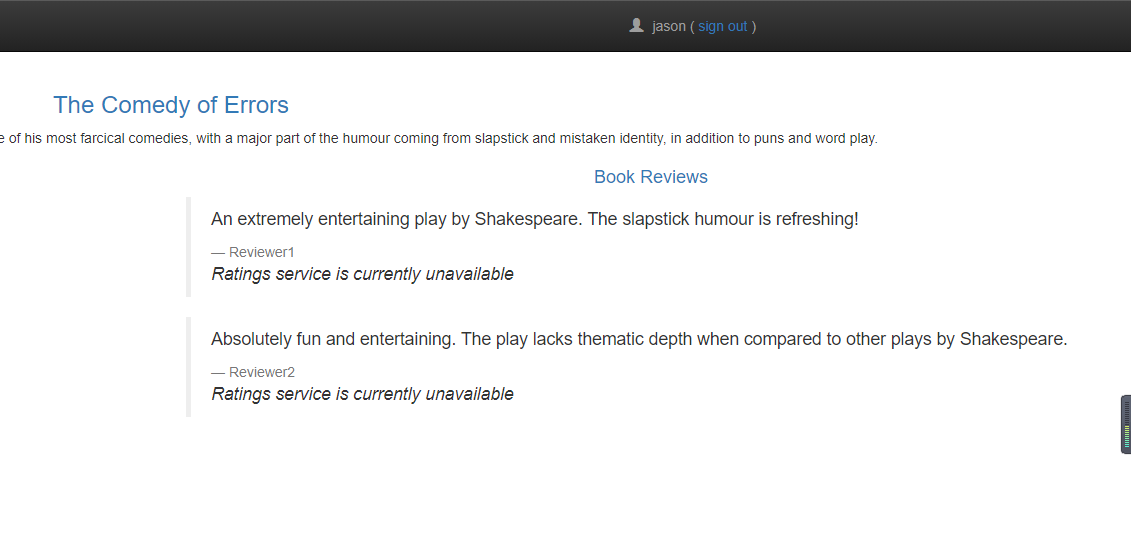 jason ( sign out )
The Comedy of Errors
of his most farcical comedies, with a major part of the humour coming from slapstick and mistaken identity, in addition to puns and word play.
Book Reviews
An extremely entertaining play by Shakespeare. The slapstick humour is refreshing!
— Reviewer1
Ratings service is currently unavailable
Absolutely fun and entertaining. The play lacks thematic depth when compared to other plays by Shakespeare.
— Reviewer2
Ratings service is currently unavailable